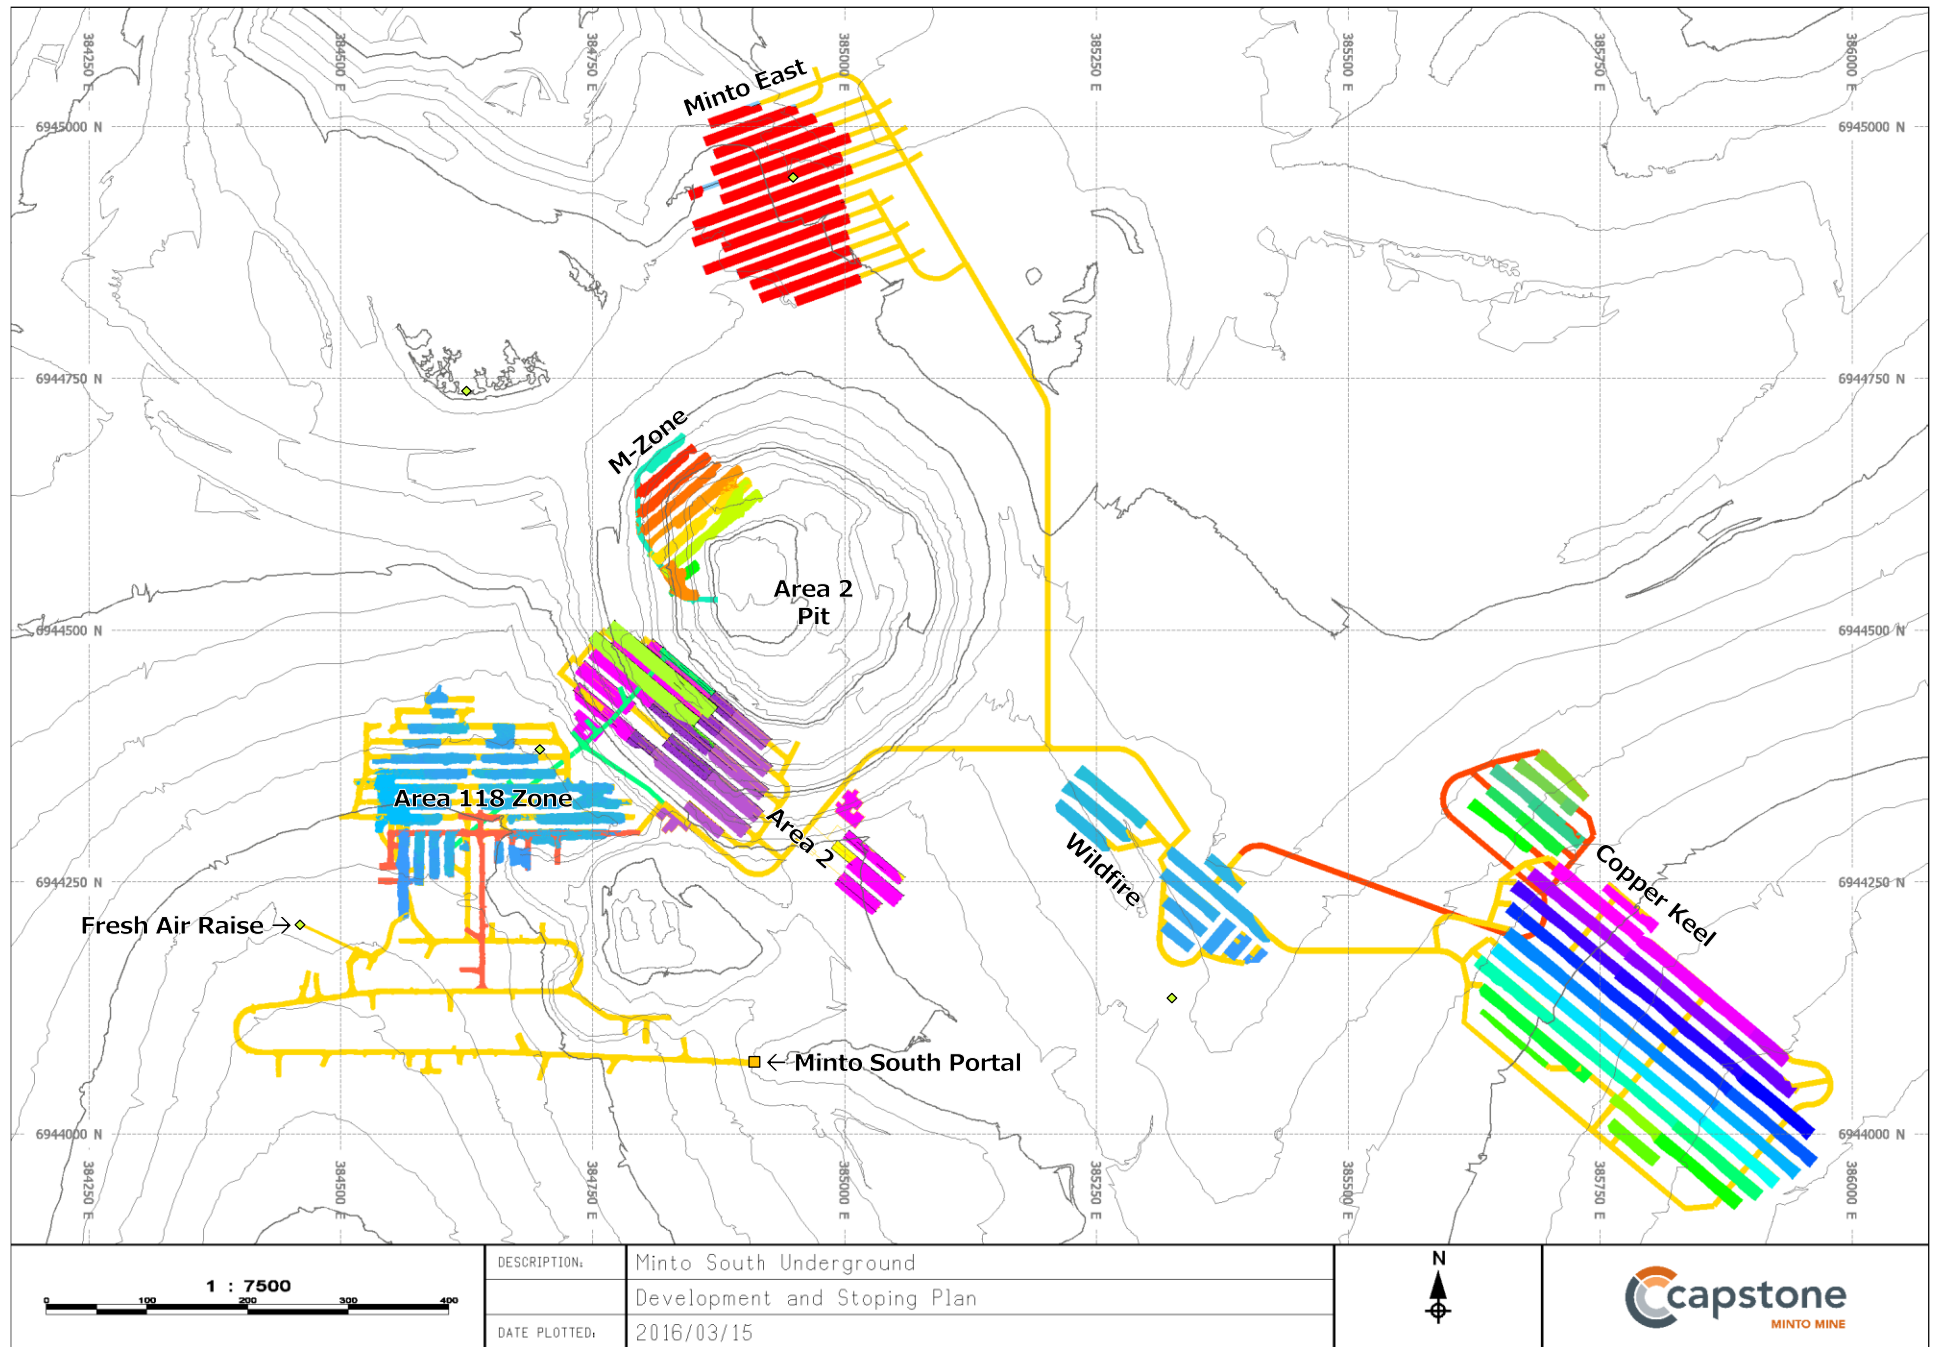 384250 E
384500 E
384750 E
385000 E
385250 E
385500 E
385750 E
386000 E
Minto East
6945000 N
6945000 N
6944750 N
6944750 N
M-Zone
Area 2
Pit
6944500 N
6944500 N
Area 118 Zone
Area 2
Wildfire
Copper Keel
6944250 N
6944250 N
Fresh Air Raise
Minto South Portal
6944000 N
6944000 N
384250 E
384500 E
384750 E
385000 E
385250 E
385500 E
385750 E
386000 E
1 : 7500
0 100 200 300 400
DESCRIPTION:
Minto South Underground
Development and Stoping Plan
DATE PLOTTED:
2016/03/15
N
capstone
MINTO MINE